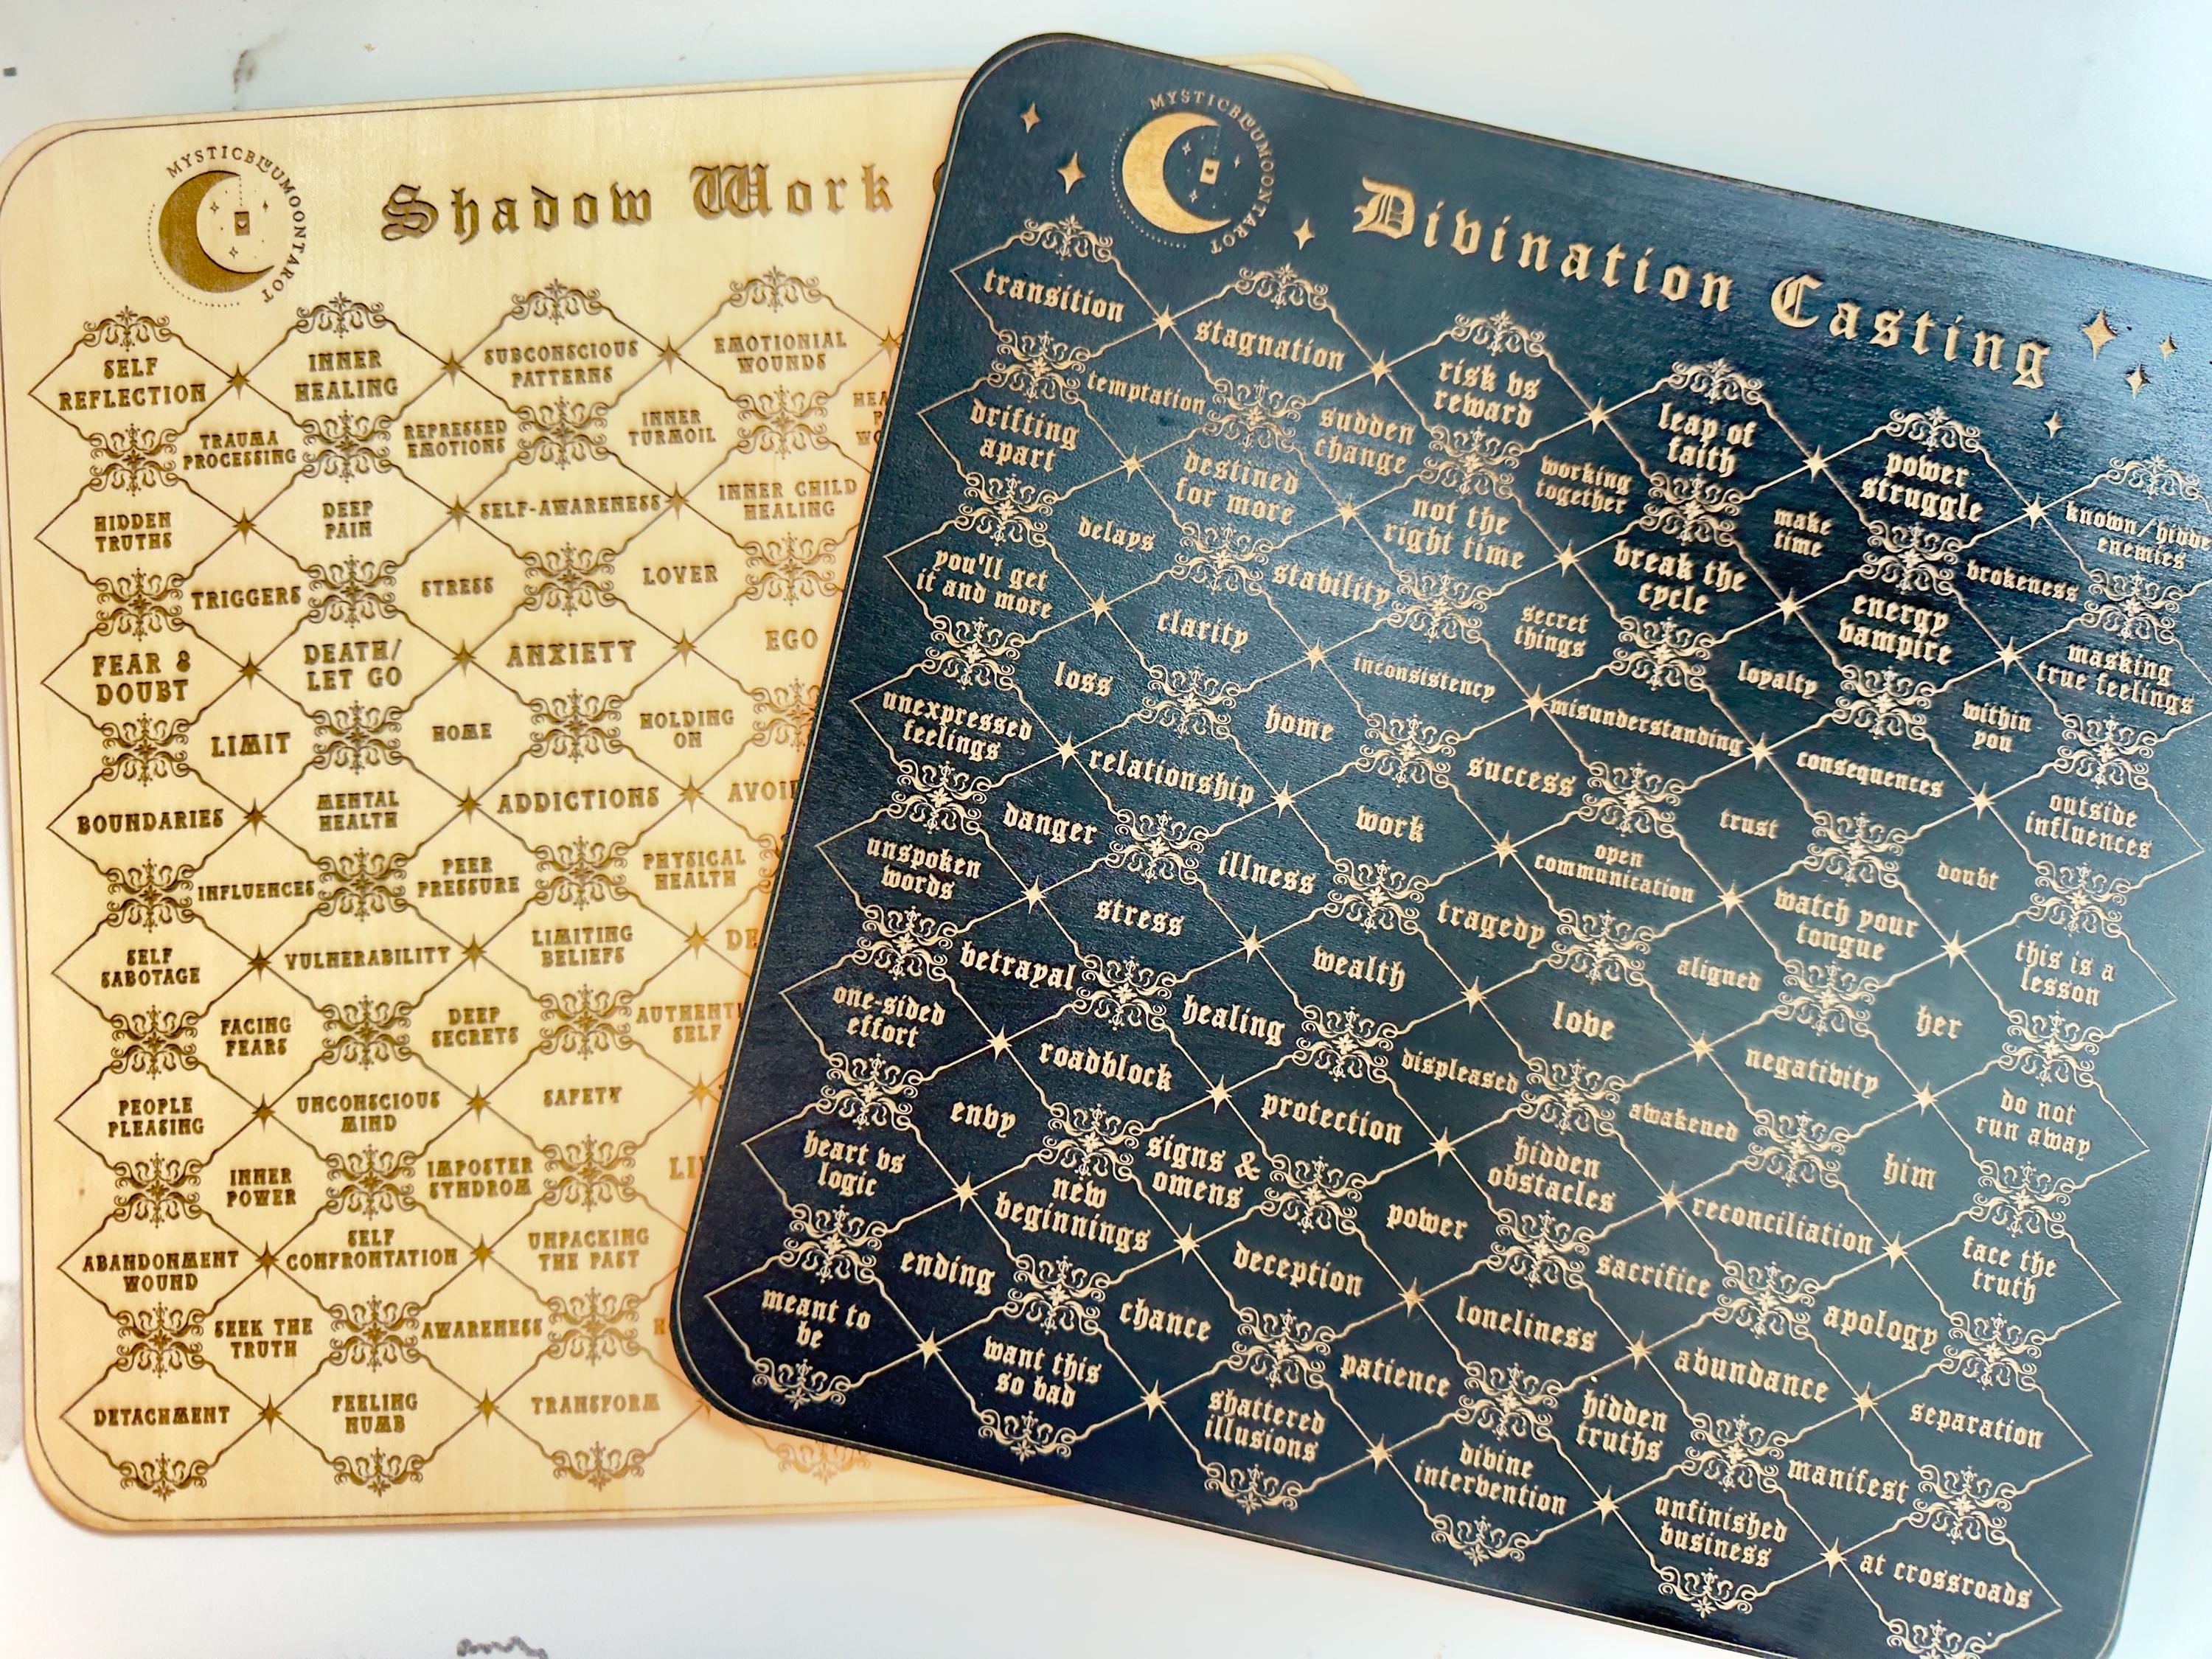 MYSTICBLUUMOONTAROT
Shadow Work
SELF
REFLECTION
INNER
HEALING
SUBCONSCIOUS
PATTERNS
EMOTIONIAL
WOUNDS
TRAUMA
PROCESSING
REPRESSED
EMOTIONS
INNER
TURMOIL
HIDDEN
TRUTHS
DEEP
PAIN
SELF-AWARENESS
INNER CHILD
HEALING
TRIGGERS
STRESS
LOVER
FEAR &
DOUBT
DEATH/
LET GO
ANXIETY
EGO
LIMIT
HOME
HOLDING
ON
BOUNDARIES
MENTAL
HEALTH
ADDICTIONS
INFLUENCES
PEER
PRESSURE
PHYSICAL
HEALTH
SELF
SABOTAGE
VULNERABILITY
LIMITING
BELIEFS
FACING
FEARS
DEEP
SECRETS
SELF
PEOPLE
PLEASING
UNCONSCIOUS
MIND
SAFETY
INNER
POWER
IMPOSTER
SYNDROM
ABANDONMENT
WOUND
SELF
CONFRONTATION
UNPACKING
THE PAST
SEEK THE
TRUTH
AWARENESS
DETACHMENT
FEELING
NUMB
TRANSFORM
MYSTICBLUUMOONTAROT
Divination Casting
transition
stagnation
risk vs
reward
leap of
faith
power
struggle
enemies
temptation
sudden
change
working
together
make
time
brokeness
drifting
apart
destined
for more
not the
right time
break the
cycle
energy
vampire
masking
true feelings
delays
stability
secret
things
loyalty
within
you
you'll get
it and more
clarity
inconsistency
misunderstanding
consequences
outside
influences
loss
home
success
trust
doubt
unexpressed
feelings
relationship
work
open
communication
watch your
tongue
this is a
lesson
danger
illness
tragedy
aligned
her
unspoken
words
stress
wealth
love
negativity
do not
run away
betrayal
healing
displeased
awakened
him
one-sided
effort
roadblock
protection
hidden
obstacles
reconciliation
face the
truth
envy
signs &
omens
power
sacrifice
apology
heart vs
logic
new
beginnings
deception
loneliness
abundance
separation
ending
chance
patience
hidden
truths
manifest
meant to
be
want this
so bad
shattered
illusions
divine
intervention
unfinished
business
at crossroads